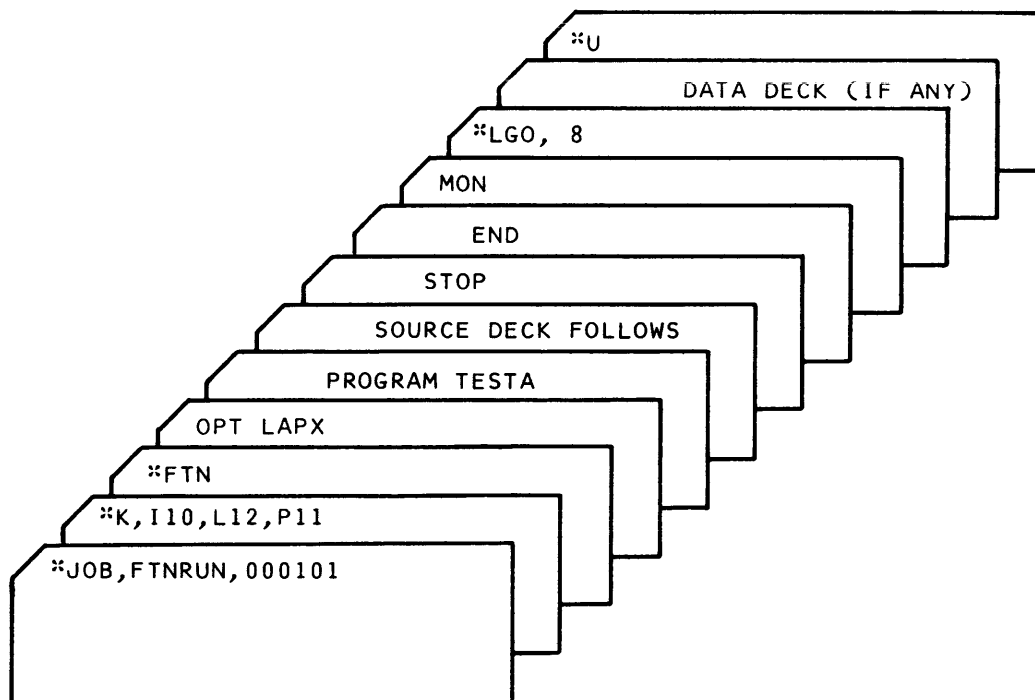 *U
DATA DECK (IF ANY)
*LGO, 8
MON
END
STOP
SOURCE DECK FOLLOWS
PROGRAM TESTA
OPT LAPX
*FTN
*K,I10,L12,P11
*JOB,FTNRUN,000101